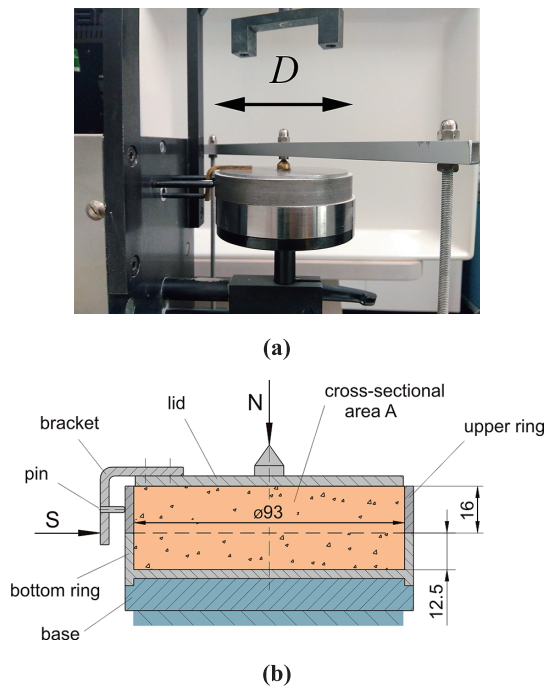 D
(a)
N
cross-sectional
area A
lid
bracket
upper ring
pin
ø93
16
S
bottom ring
12.5
base
(b)